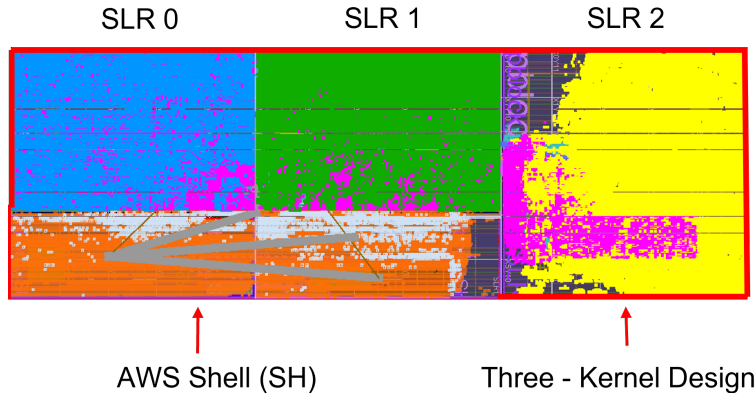 SLR 0
SLR 1
SLR 2
AWS Shell (SH)
Three - Kernel Design